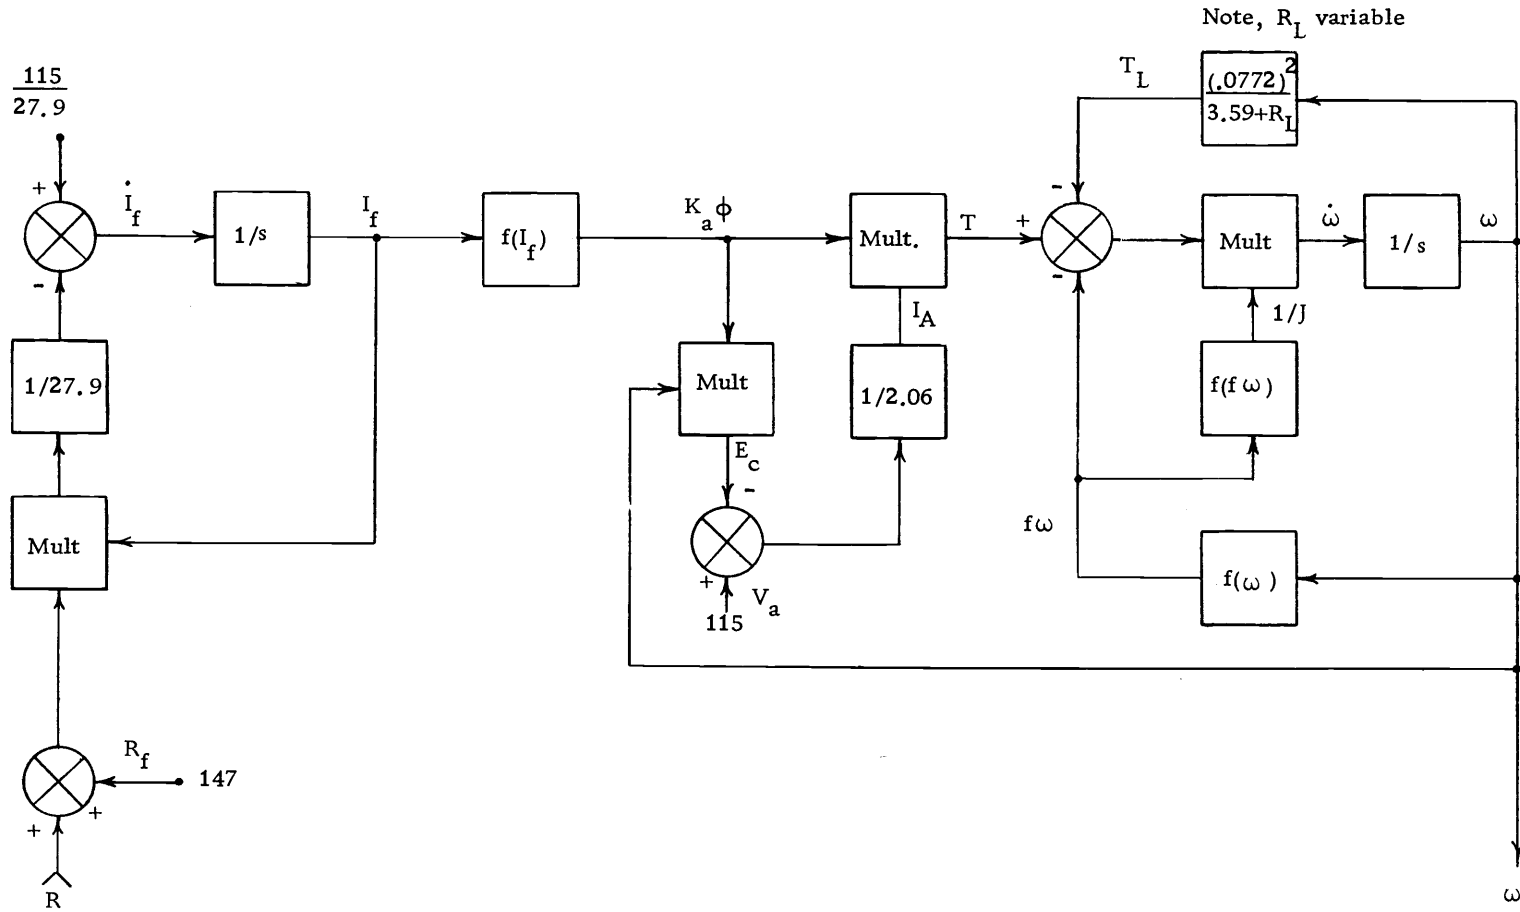 Note, R_L variable
115
27.9
T_L
(.0772)^2
3.59+R_L
+
-
İ_f
1/s
I_f
f(I_f)
K_a ϕ
Mult.
T
+
-
-
Mult
ω̇
1/s
ω
I_A
1/J
1/27.9
Mult
1/2.06
f(fω)
E_c
-
Mult
fω
f(ω)
+
V_a
115
R_f
147
+
+
R
ω